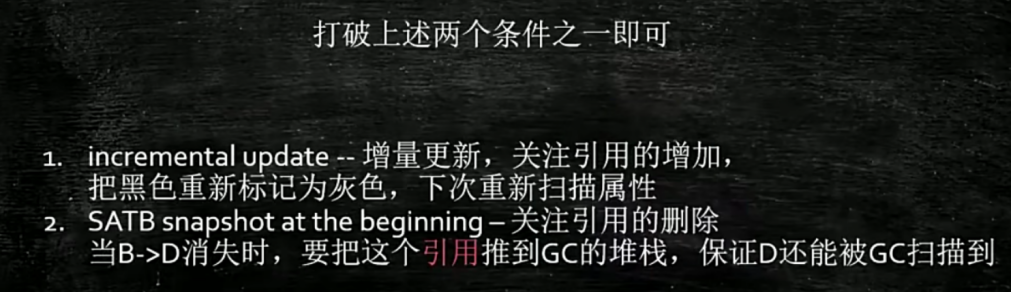 打破上述两个条件之一即可
1. incremental update -- 增量更新，关注引用的增加，
把黑色重新标记为灰色，下次重新扫描属性
2. SATB snapshot at the beginning – 关注引用的删除
当B->D消失时，要把这个引用推到GC的堆栈，保证D还能被GC扫描到